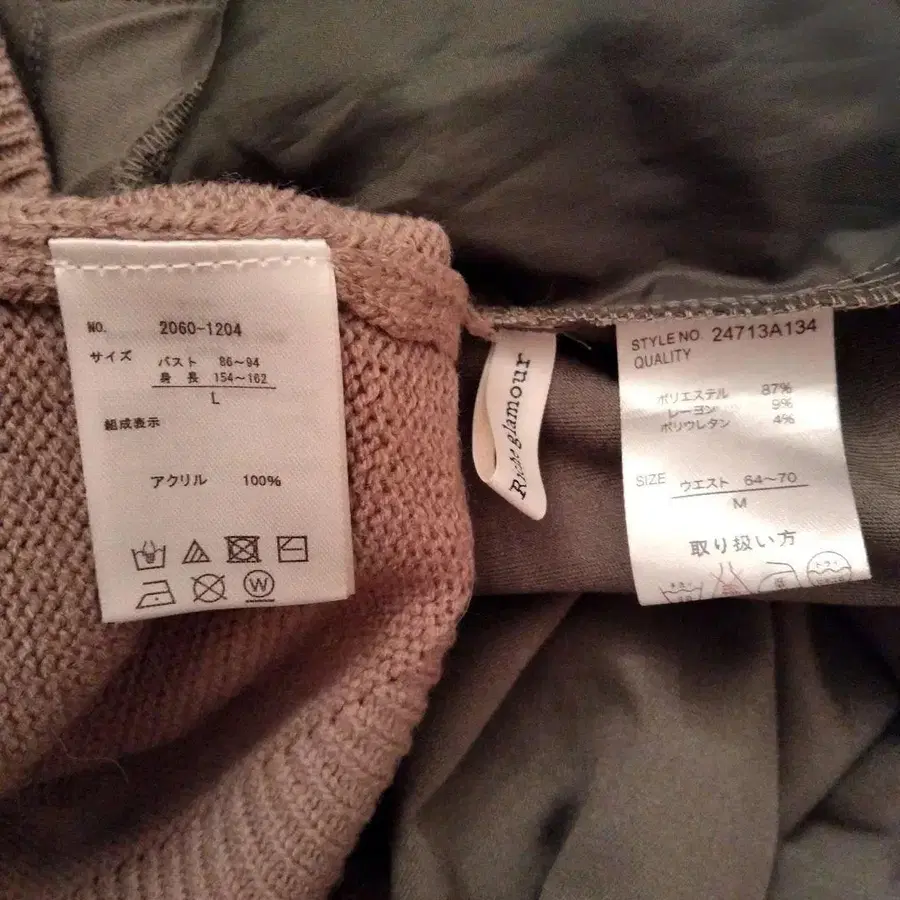 NO. 2060-1204
サイズ バスト 86~94
身長 154~162
L
組成表示
アクリル 100%
W
Rich glamour
STYLE NO. 24713A134
QUALITY
ポリエステル 87%
レーヨン 9%
ポリウレタン 4%
SIZE ウエスト 64~70
M
取り扱い方